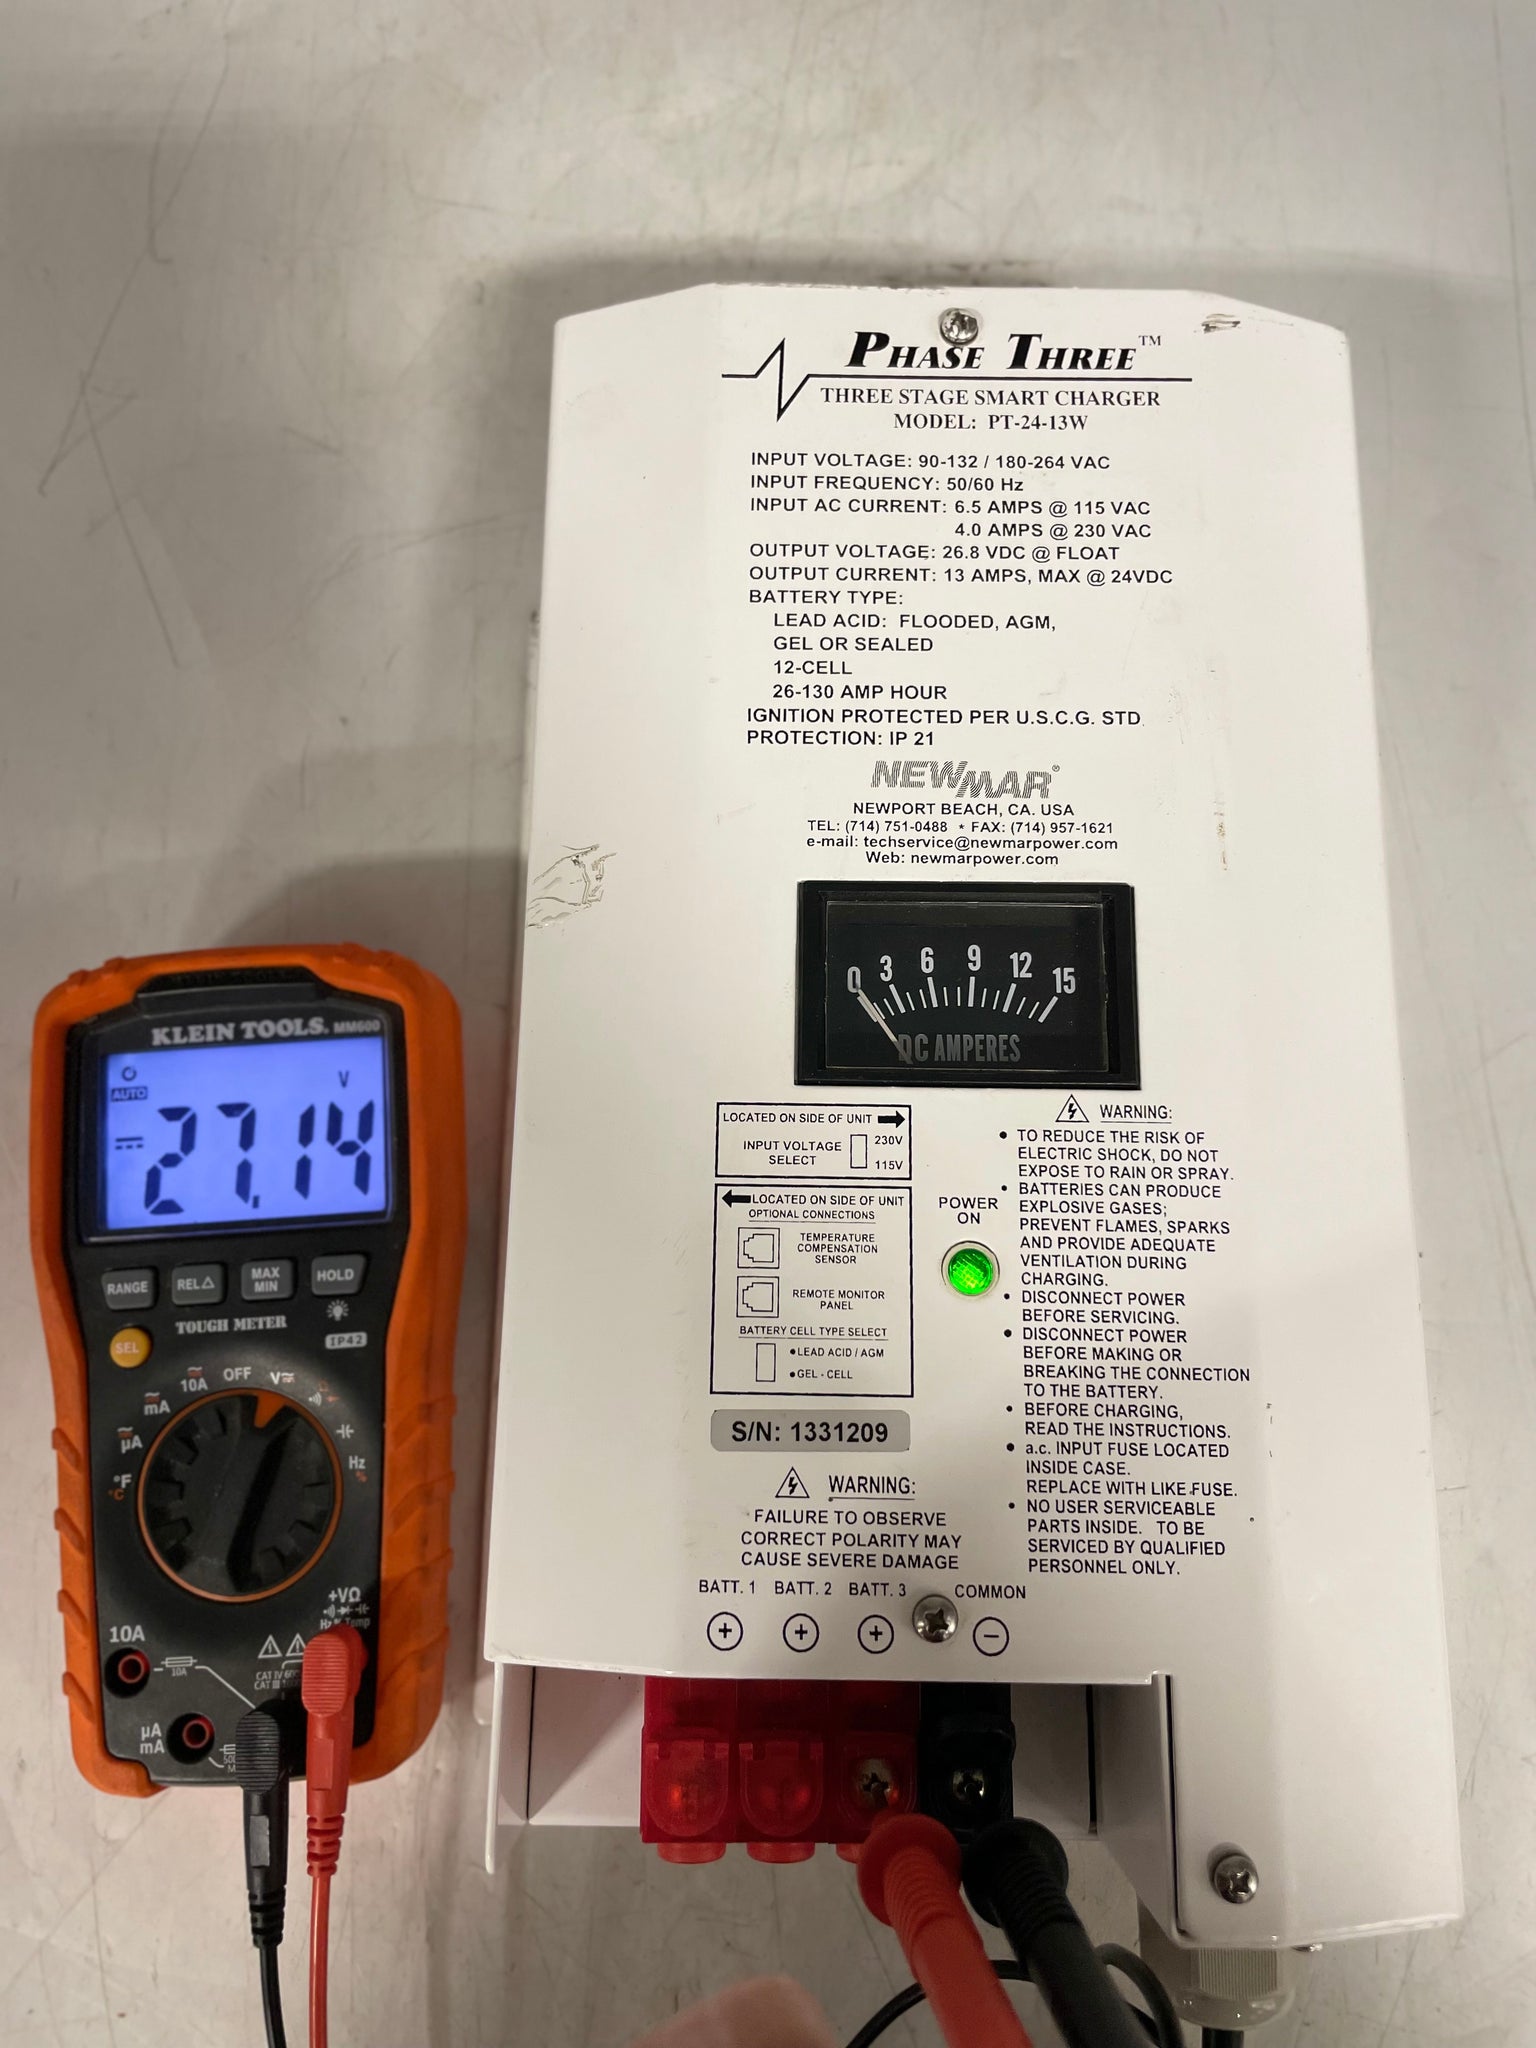 PHASE THREE™
THREE STAGE SMART CHARGER
MODEL: PT-24-13W
INPUT VOLTAGE: 90-132 / 180-264 VAC
INPUT FREQUENCY: 50/60 Hz
INPUT AC CURRENT: 6.5 AMPS @ 115 VAC
4.0 AMPS @ 230 VAC
OUTPUT VOLTAGE: 26.8 VDC @ FLOAT
OUTPUT CURRENT: 13 AMPS, MAX @ 24VDC
BATTERY TYPE:
LEAD ACID: FLOODED, AGM,
GEL OR SEALED
12-CELL
26-130 AMP HOUR
IGNITION PROTECTED PER U.S.C.G. STD.
PROTECTION: IP 21
NEWMAR®
NEWPORT BEACH, CA. USA
TEL: (714) 751-0488 * FAX: (714) 957-1621
e-mail: techservice@newmarpower.com
Web: newmarpower.com
0 3 6 9 12 15
DC AMPERES
LOCATED ON SIDE OF UNIT
INPUT VOLTAGE
SELECT
230V
115V
LOCATED ON SIDE OF UNIT
OPTIONAL CONNECTIONS
TEMPERATURE
COMPENSATION
SENSOR
REMOTE MONITOR
PANEL
BATTERY CELL TYPE SELECT
•LEAD ACID / AGM
•GEL - CELL
POWER
ON
WARNING:
• TO REDUCE THE RISK OF
ELECTRIC SHOCK, DO NOT
EXPOSE TO RAIN OR SPRAY.
• BATTERIES CAN PRODUCE
EXPLOSIVE GASES;
PREVENT FLAMES, SPARKS
AND PROVIDE ADEQUATE
VENTILATION DURING
CHARGING.
• DISCONNECT POWER
BEFORE SERVICING.
• DISCONNECT POWER
BEFORE MAKING OR
BREAKING THE CONNECTION
TO THE BATTERY.
• BEFORE CHARGING,
READ THE INSTRUCTIONS.
• a.c. INPUT FUSE LOCATED
INSIDE CASE.
REPLACE WITH LIKE FUSE.
• NO USER SERVICEABLE
PARTS INSIDE. TO BE
SERVICED BY QUALIFIED
PERSONNEL ONLY.
S/N: 1331209
WARNING:
FAILURE TO OBSERVE
CORRECT POLARITY MAY
CAUSE SEVERE DAMAGE
BATT. 1 BATT. 2 BATT. 3 COMMON
+ + + −
KLEIN TOOLS® MM600
AUTO
V
27.14
RANGE
REL△
MAX
MIN
HOLD
TOUGH METER
IP42
SEL
10A
OFF
V
mA
µA
°F
°C
Hz
%
+VΩ
Hz % Temp
10A
10A
CAT IV
CAT III
µA
mA